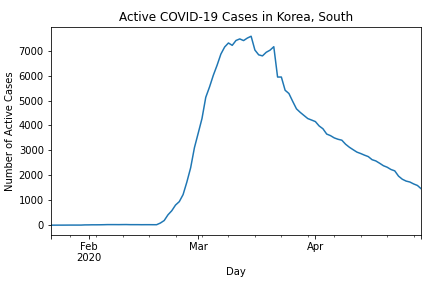 Active COVID-19 Cases in Korea, South
Number of Active Cases
7000
6000
5000
4000
3000
2000
1000
0
Feb
2020
Mar
Apr
Day